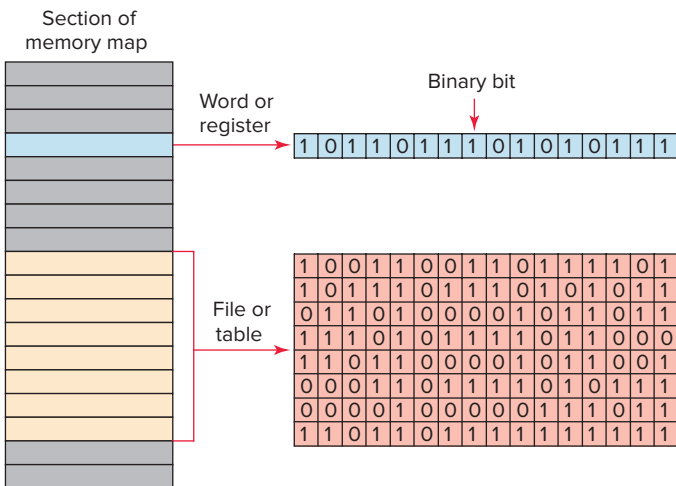 Section of
memory map
Word or
register
Binary bit
1 0 1 1 0 1 1 1 0 1 0 1 0 1 1 1
File or
table
1 0 0 1 1 0 0 1 1 0 1 1 1 1 0 1
1 0 1 1 1 0 1 1 1 0 1 0 1 0 1 1
0 1 1 0 1 0 0 0 0 1 0 1 1 0 1 1
1 1 1 0 1 0 1 1 1 1 0 1 1 0 0 0
1 1 0 1 1 0 0 0 0 1 0 1 1 0 0 1
0 0 0 1 1 0 1 1 1 1 0 1 0 1 1 1
0 0 0 0 1 0 0 0 0 0 1 1 1 0 1 1
1 1 0 1 1 0 1 1 1 1 1 1 1 1 1 1